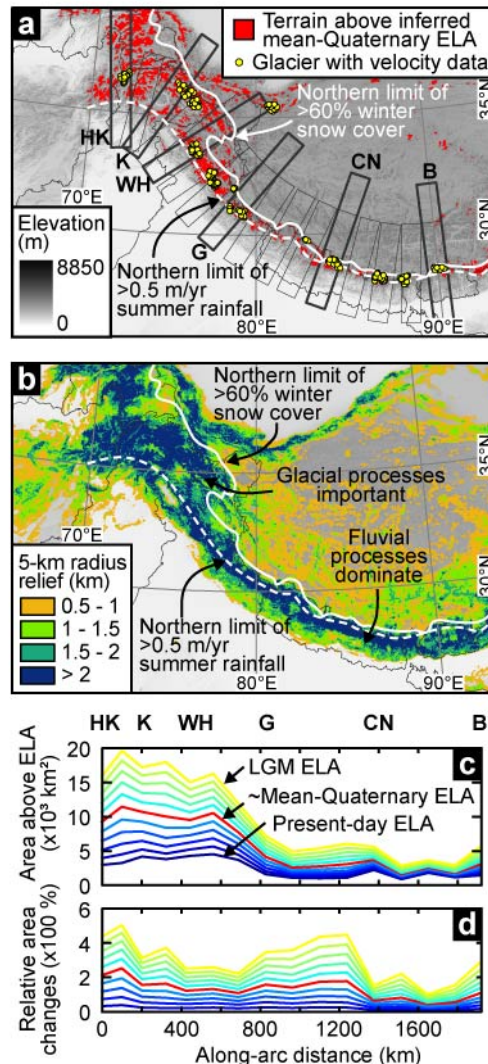 a
Terrain above inferred
mean-Quaternary ELA
Glacier with velocity data
Northern limit of
>60% winter
snow cover
35°N
HK
K
WH
CN
B
70°E
G
30°N
Elevation
(m)
8850
0
Northern limit of
>0.5 m/yr
summer rainfall
80°E
90°E
b
Northern limit of
>60% winter
snow cover
35°N
Glacial processes
important
70°E
Fluvial
processes
dominate
30°N
5-km radius
relief (km)
0.5 - 1
1 - 1.5
1.5 - 2
> 2
Northern limit of
>0.5 m/yr
summer rainfall
80°E
90°E
HK K WH G CN B
Area above ELA
(x10³ km²)
20
15
10
5
0
c
LGM ELA
~Mean-Quaternary ELA
Present-day ELA
Relative area
changes (x100 %)
6
4
2
0
d
0 400 800 1200 1600
Along-arc distance (km)